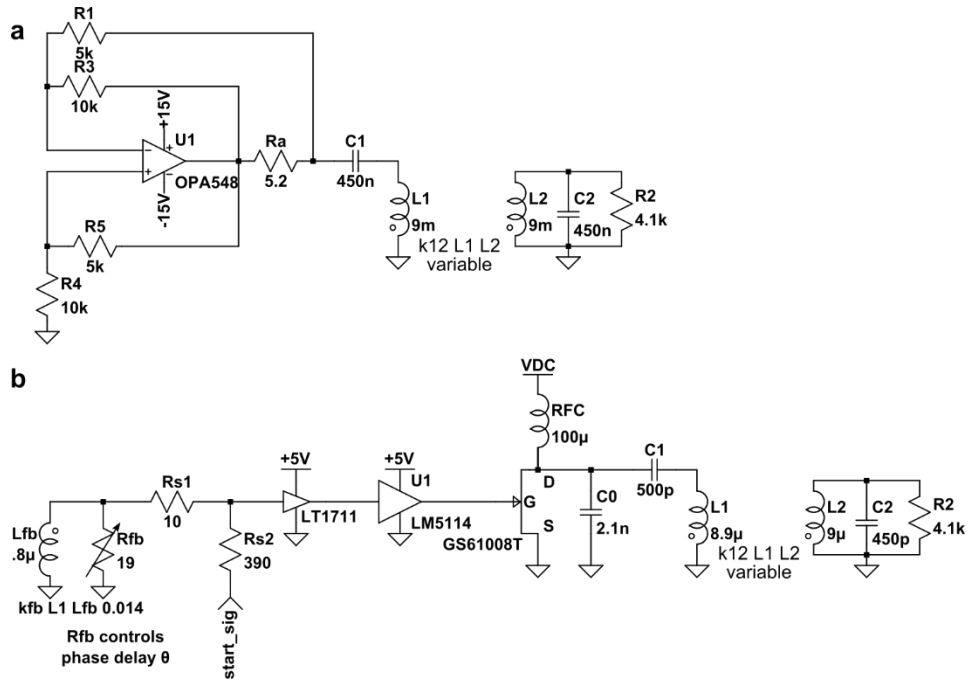 a
R1
5k
R3
10k
+15V
U1
OPA548
-15V
Ra
5.2
C1
450n
L1
9m
k12 L1 L2
variable
L2
9m
C2
450n
R2
4.1k
R5
5k
R4
10k
b
VDC
RFC
100µ
Lfb
.8µ
Rfb
19
kfb L1 Lfb 0.014
Rfb controls
phase delay θ
Rs1
10
Rs2
390
start_sig
+5V
LT1711
+5V
U1
LM5114
D
G
S
GS61008T
C0
2.1n
C1
500p
L1
8.9µ
k12 L1 L2
variable
L2
9µ
C2
450p
R2
4.1k